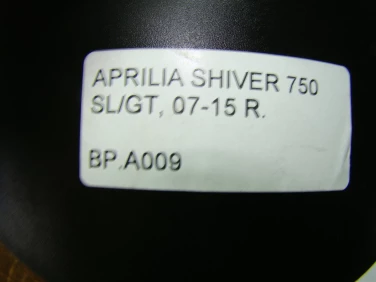 APRILIA SHIVER 750
SL/GT, 07-15 R.
BP.A009